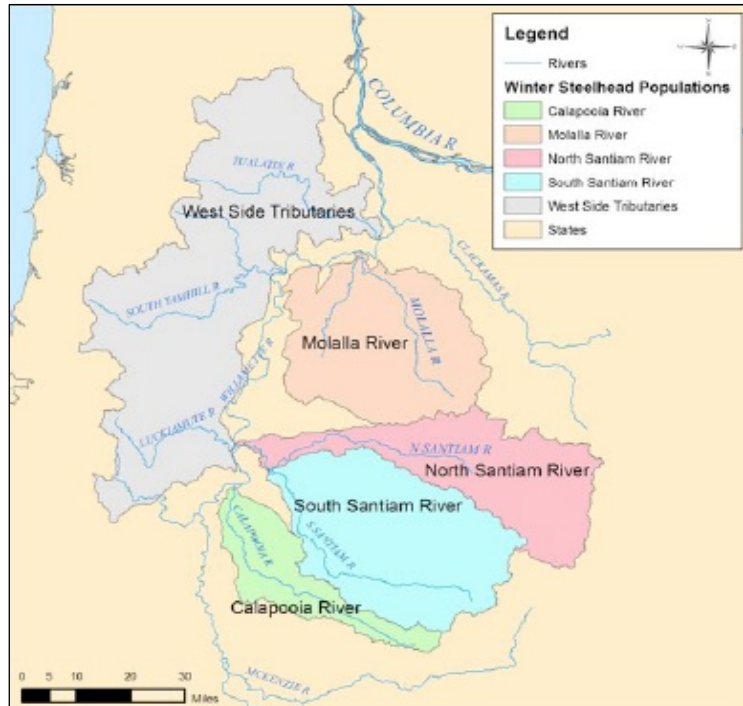 Legend
Rivers
Winter Steelhead Populations
Calapooia River
Molalla River
North Santiam River
South Santiam River
West Side Tributaries
States
N
W
E
S
COLUMBIA R
TUALATIN R
West Side Tributaries
CLACKAMAS R
SOUTH YAMHILL R
MOLALLA R
Molalla River
WILLAMETTE R
LUCKIAMUTE R
N.SANTIAM R
North Santiam River
South Santiam River
S.SANTIAM R
CALAPOOIA R
Calapooia River
MCKENZIE R
0 5 10 20 30
Miles